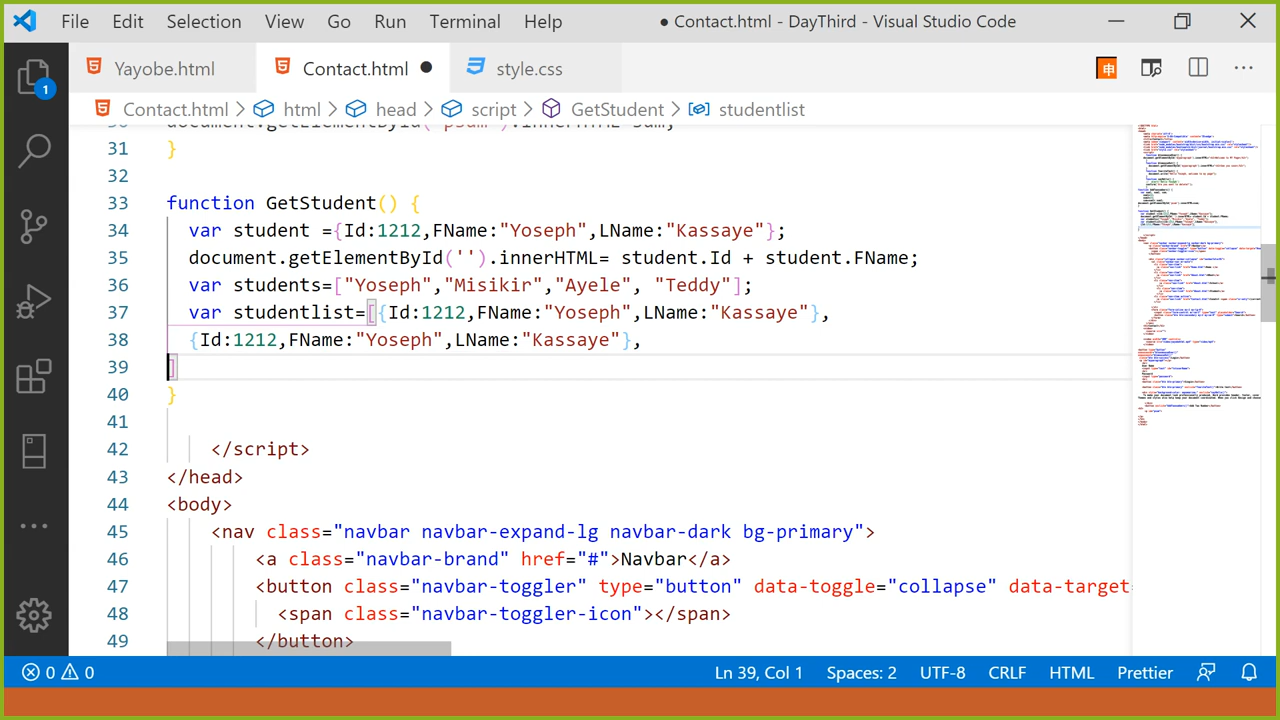 File Edit Selection View Go Run Terminal Help ● Contact.html - DayThird - Visual Studio Code
Yayobe.html Contact.html style.css
Contact.html > html > head > script > GetStudent > studentlist
1
31 }
32
33 function GetStudent() {
34 var student ={Id:1212,FName:"Yoseph",LName:"Kassaye"};
35 document.getElementById("").innerHTML= student.Id + student.FName;
36 var students=["Yoseph","Misikir","Ayele", "Teddy"];
37 var studentlist=[{Id:1212,FName:"Yoseph",LName:"Kassaye"},
38 {Id:1212,FName:"Yoseph",LName:"Kassaye"},
39 ]
40 }
41
42 </script>
43 </head>
44 <body>
45 <nav class="navbar navbar-expand-lg navbar-dark bg-primary">
46 <a class="navbar-brand" href="#">Navbar</a>
47 <button class="navbar-toggler" type="button" data-toggle="collapse" data-target=
48 <span class="navbar-toggler-icon"></span>
49 </button>
0 0 Ln 39, Col 1 Spaces: 2 UTF-8 CRLF HTML Prettier